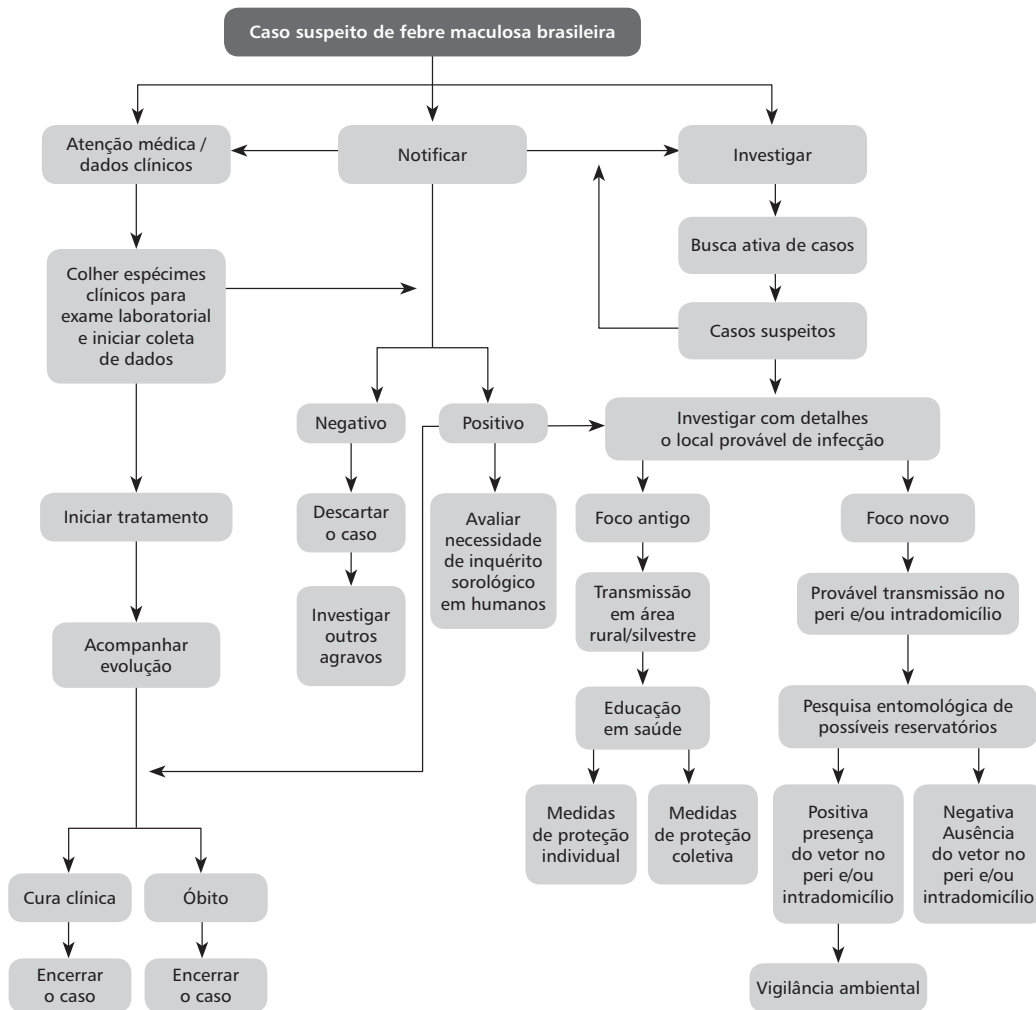 Caso suspeito de febre maculosa brasileira
Atenção médica /
dados clínicos
Notificar
Investigar
Busca ativa de casos
Colher espécimes
clínicos para
exame laboratorial
e iniciar coleta
de dados
Casos suspeitos
Negativo
Positivo
Investigar com detalhes
o local provável de infecção
Iniciar tratamento
Descartar
o caso
Avaliar
necessidade
de inquérito
sorológico
em humanos
Foco antigo
Foco novo
Investigar
outros
agravos
Transmissão
em área
rural/silvestre
Provável transmissão no
peri e/ou intradomicílio
Acompanhar
evolução
Educação
em saúde
Pesquisa entomológica de
possíveis reservatórios
Medidas
de proteção
individual
Medidas
de proteção
coletiva
Positiva
presença
do vetor no
peri e/ou
intradomicílio
Negativa
Ausência
do vetor no
peri e/ou
intradomicílio
Cura clínica
Óbito
Encerrar
o caso
Encerrar
o caso
Vigilância ambiental